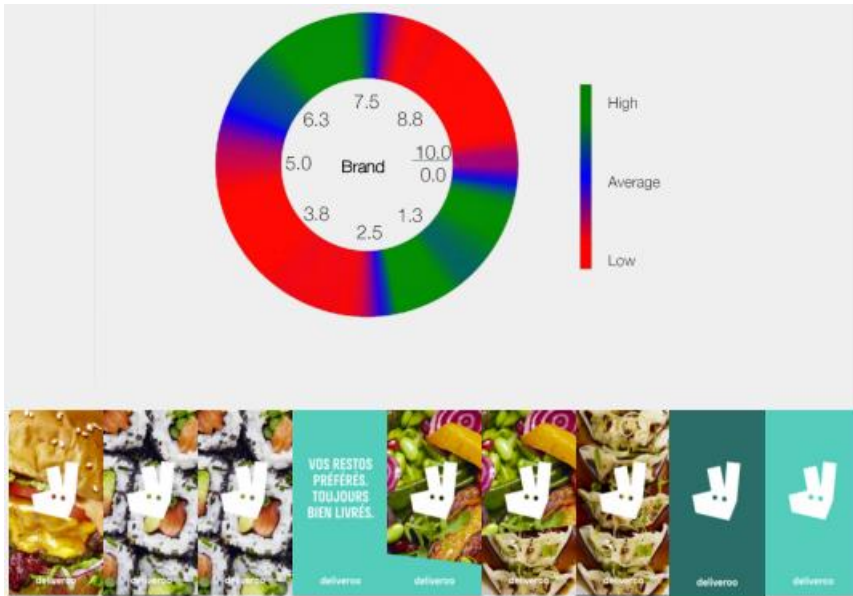 7.5
6.3
8.8
5.0
Brand
10.0
0.0
3.8
1.3
2.5
High
Average
Low
VOS RESTOS
PRÉFÉRÉS.
TOUJOURS
BIEN LIVRÉS.
deliveroo
deliveroo
deliveroo
deliveroo
deliveroo
deliveroo
deliveroo
deliveroo
deliveroo